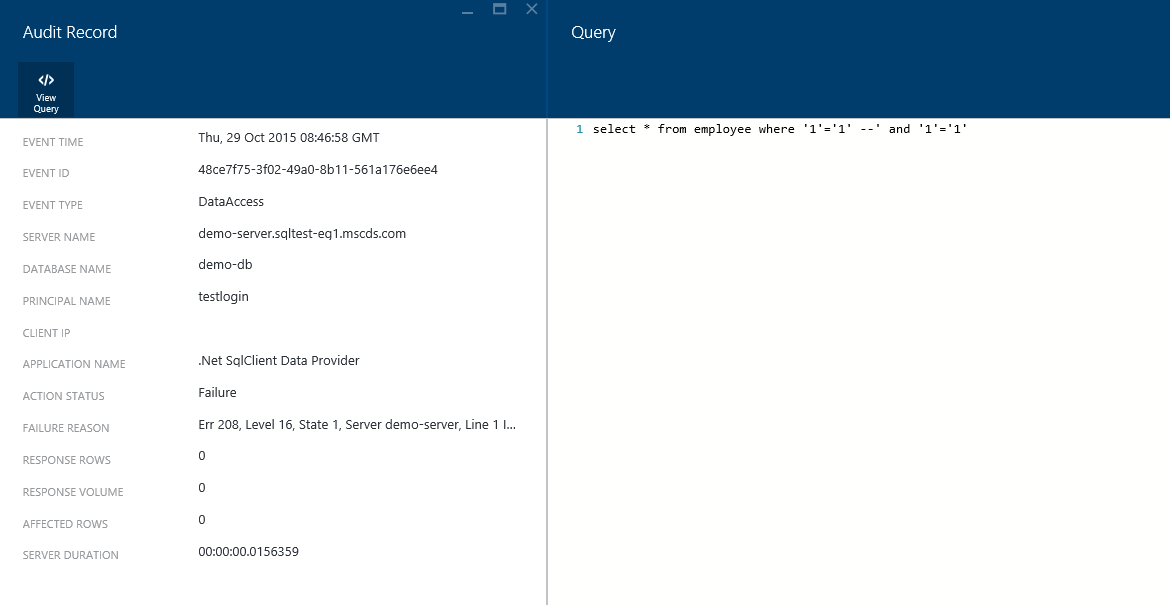 Audit Record
</>
View
Query
EVENT TIME Thu, 29 Oct 2015 08:46:58 GMT
EVENT ID 48ce7f75-3f02-49a0-8b11-561a176e6ee4
EVENT TYPE DataAccess
SERVER NAME demo-server.sqltest-eg1.mscds.com
DATABASE NAME demo-db
PRINCIPAL NAME testlogin
CLIENT IP
APPLICATION NAME .Net SqlClient Data Provider
ACTION STATUS Failure
FAILURE REASON Err 208, Level 16, State 1, Server demo-server, Line 1 I...
RESPONSE ROWS 0
RESPONSE VOLUME 0
AFFECTED ROWS 0
SERVER DURATION 00:00:00.0156359
Query
1 select * from employee where '1'='1' --' and '1'='1'